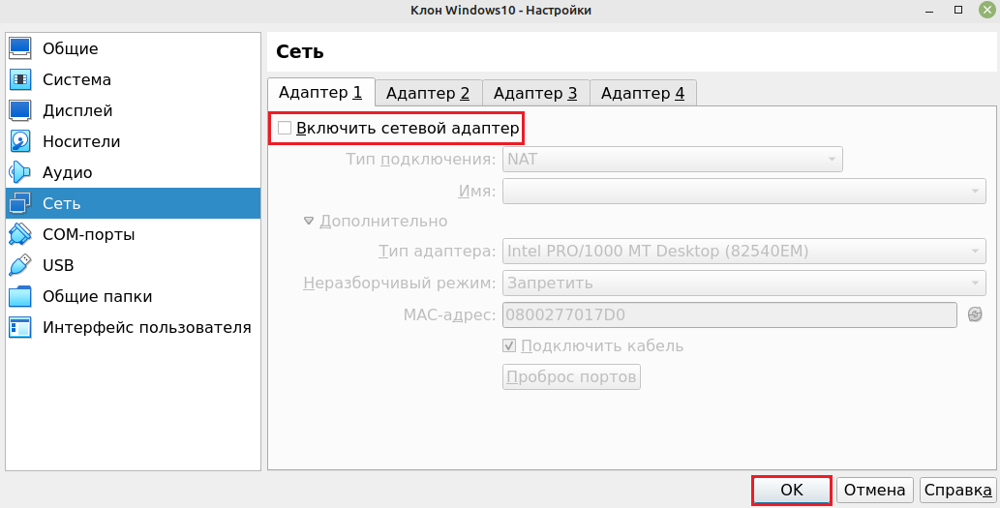 Клон Windows10 - Настройки
Общие
Система
Дисплей
Носители
Аудио
Сеть
COM-порты
USB
Общие папки
Интерфейс пользователя
Сеть
Адаптер 1 Адаптер 2 Адаптер 3 Адаптер 4
Включить сетевой адаптер
Тип подключения: NAT
Имя:
Дополнительно
Тип адаптера: Intel PRO/1000 MT Desktop (82540EM)
Неразборчивый режим: Запретить
MAC-адрес: 0800277017D0
Подключить кабель
Проброс портов
OK Отмена Справка